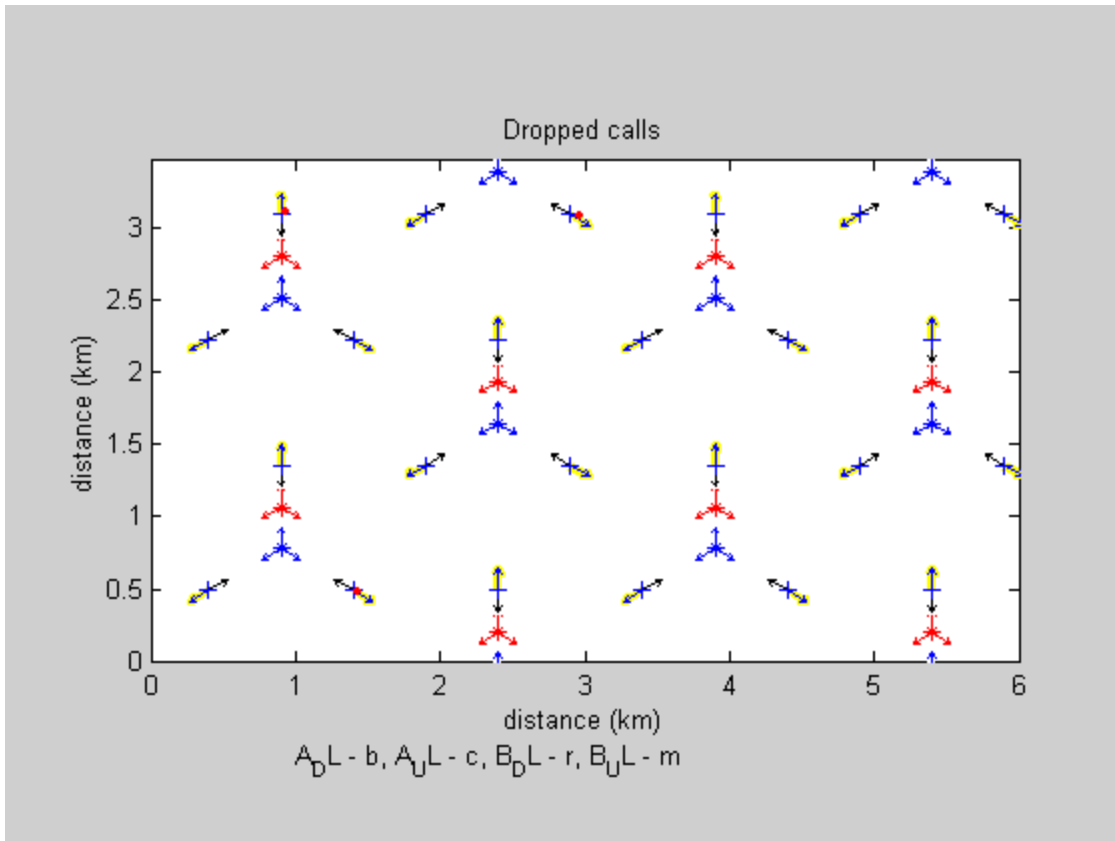 Dropped calls
3
2.5
2
1.5
1
0.5
0
distance (km)
0 1 2 3 4 5 6
distance (km)
A_DL - b, A_UL - c, B_DL - r, B_UL - m